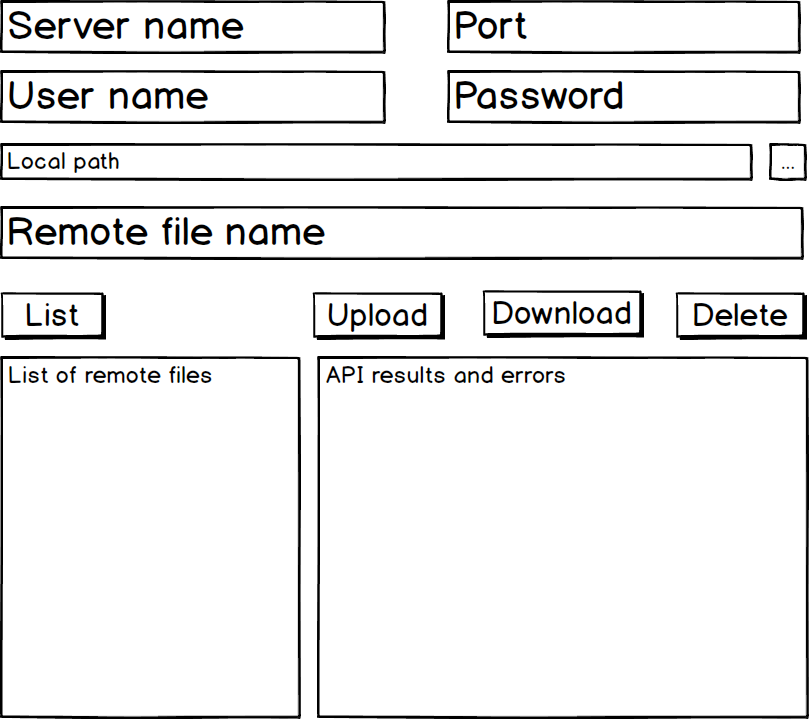 Server name
Port
User name
Password
Local path
...
Remote file name
List
Upload
Download
Delete
List of remote files
API results and errors